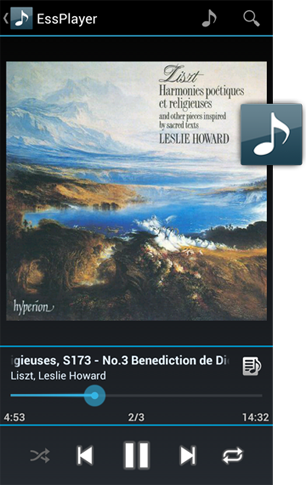 EssPlayer
Liszt
Harmonies poétiques
et religieuses
and other pieces inspired
by sacred texts
LESLIE HOWARD
hyperion
igieuses, S173 - No.3 Benediction de Di
Liszt, Leslie Howard
4:53 2/3 14:32